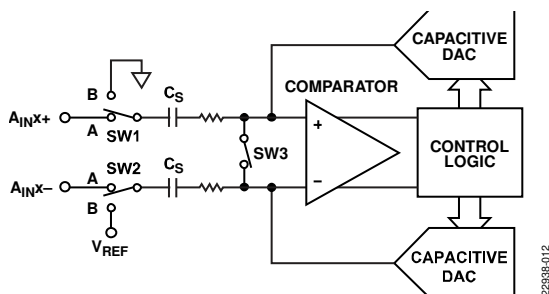 CAPACITIVE
DAC
COMPARATOR
B
CS
AINX+
A
SW1
+
SW3
CONTROL
LOGIC
SW2
CS
AINX–
A
–
B
VREF
CAPACITIVE
DAC
22938-012